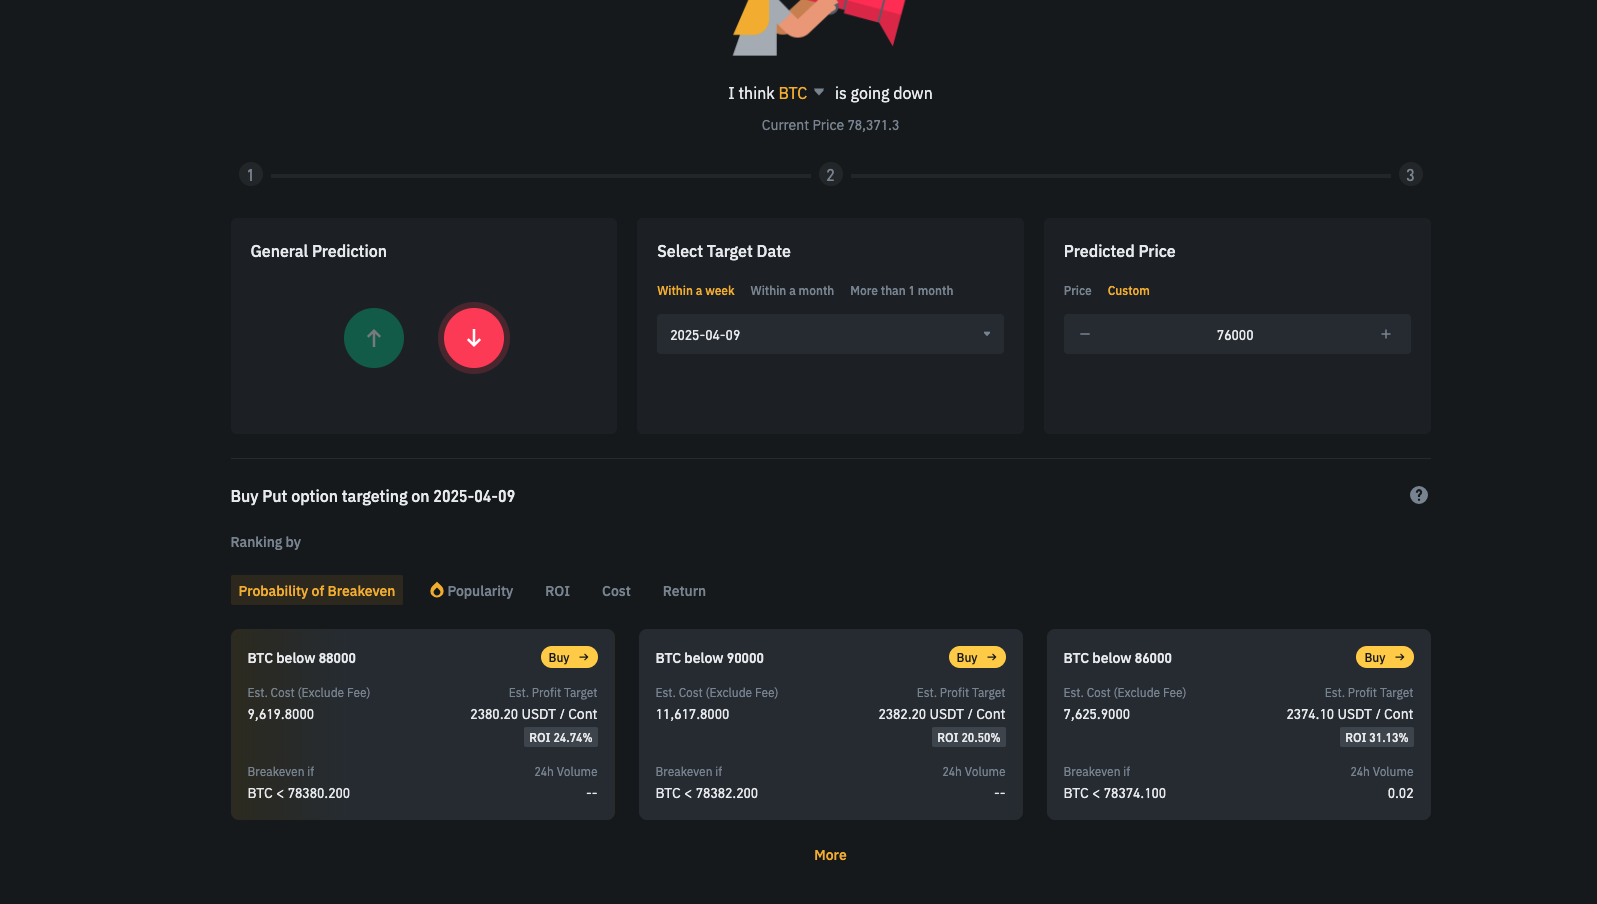 I think BTC is going down
Current Price 78,371.3
1 2 3
General Prediction
Select Target Date
Within a week Within a month More than 1 month
2025-04-09
Predicted Price
Price Custom
− 76000 +
Buy Put option targeting on 2025-04-09
?
Ranking by
Probability of Breakeven Popularity ROI Cost Return
BTC below 88000 Buy →
Est. Cost (Exclude Fee) Est. Profit Target
9,619.8000 2380.20 USDT / Cont
ROI 24.74%
Breakeven if 24h Volume
BTC < 78380.200 --
BTC below 90000 Buy →
Est. Cost (Exclude Fee) Est. Profit Target
11,617.8000 2382.20 USDT / Cont
ROI 20.50%
Breakeven if 24h Volume
BTC < 78382.200 --
BTC below 86000 Buy →
Est. Cost (Exclude Fee) Est. Profit Target
7,625.9000 2374.10 USDT / Cont
ROI 31.13%
Breakeven if 24h Volume
BTC < 78374.100 0.02
More